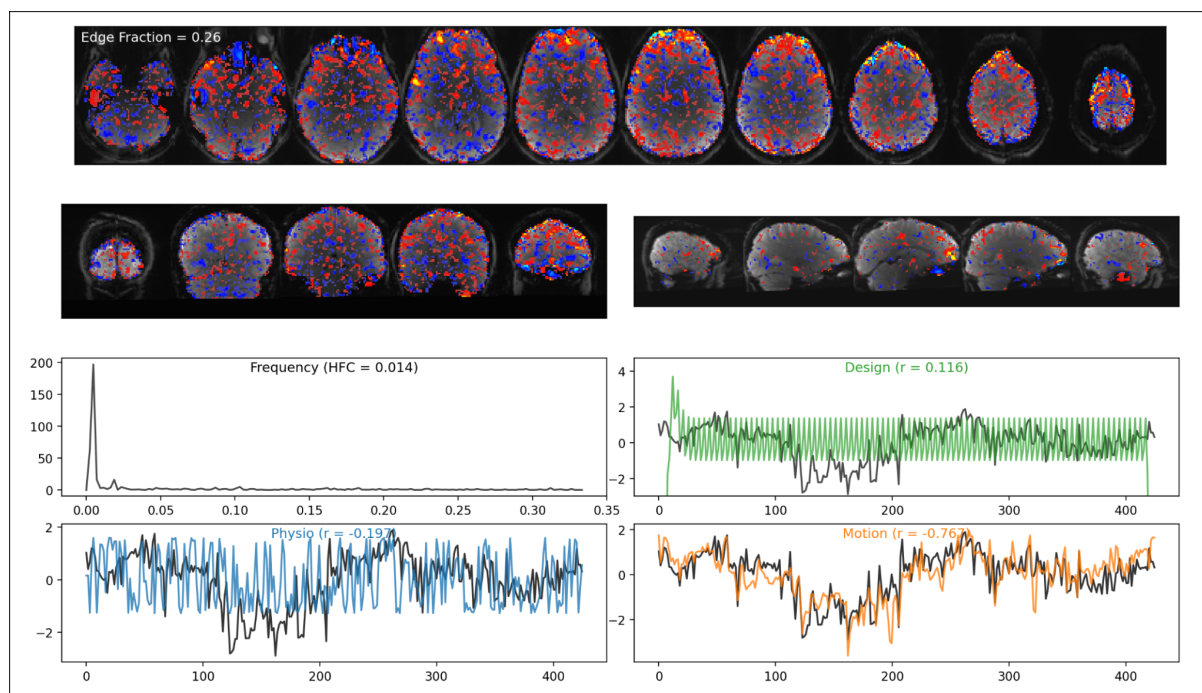 Edge Fraction = 0.26
Frequency (HFC = 0.014)
200
150
100
50
0
0.00 0.05 0.10 0.15 0.20 0.25 0.30 0.35
Design (r = 0.116)
4
2
0
−2
0 100 200 300 400
Physio (r = -0.197)
2
0
−2
0 100 200 300 400
Motion (r = -0.767)
2
0
−2
0 100 200 300 400